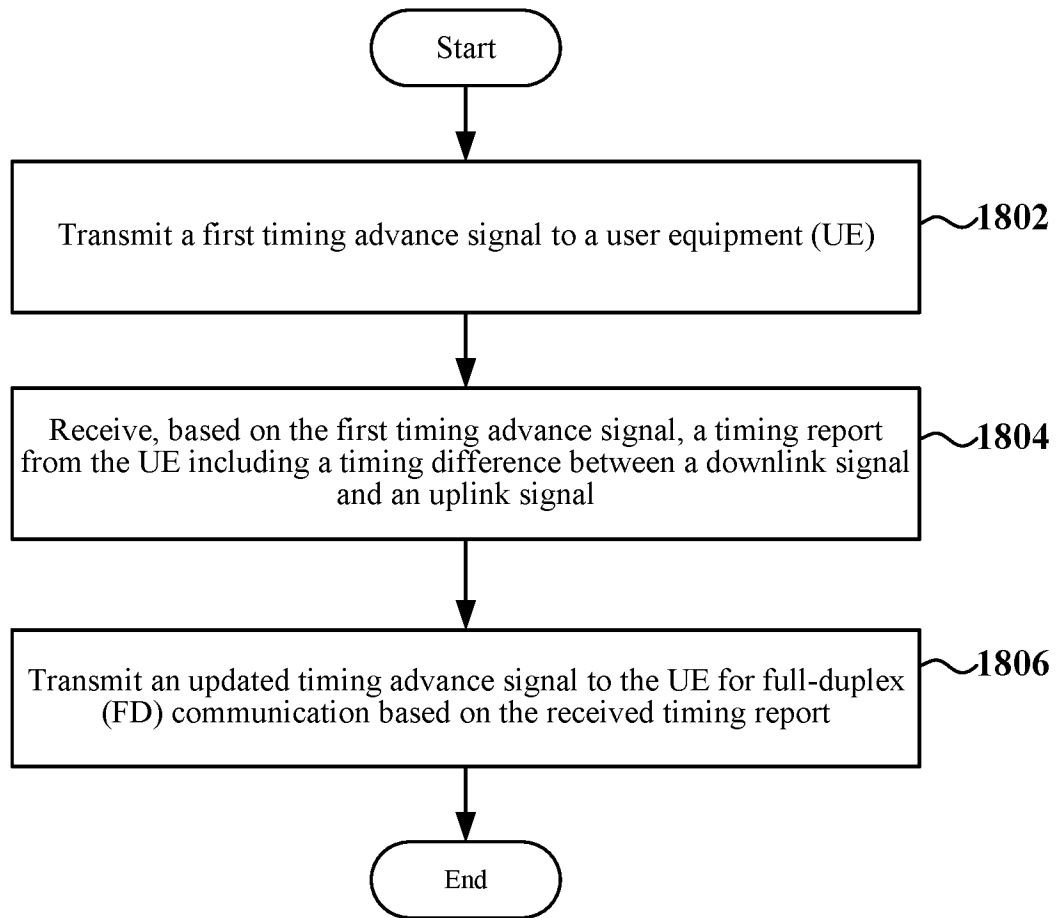 Start
Transmit a first timing advance signal to a user equipment (UE)
1802
Receive, based on the first timing advance signal, a timing report
from the UE including a timing difference between a downlink signal
and an uplink signal
1804
Transmit an updated timing advance signal to the UE for full-duplex
(FD) communication based on the received timing report
1806
End